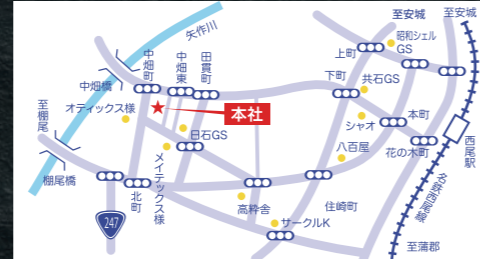 至安城
至安城
矢作川
昭和シェル
GS
上町
中畑町
中畑東
田貫町
中畑橋
下町
共石GS
至棚尾
オティックス様
本社
シャオ
本町
日石GS
西尾駅
八百屋
花の木町
棚尾橋
メイテックス様
名鉄西尾線
北町
高粋舎
住崎町
247
サークルK
至蒲郡